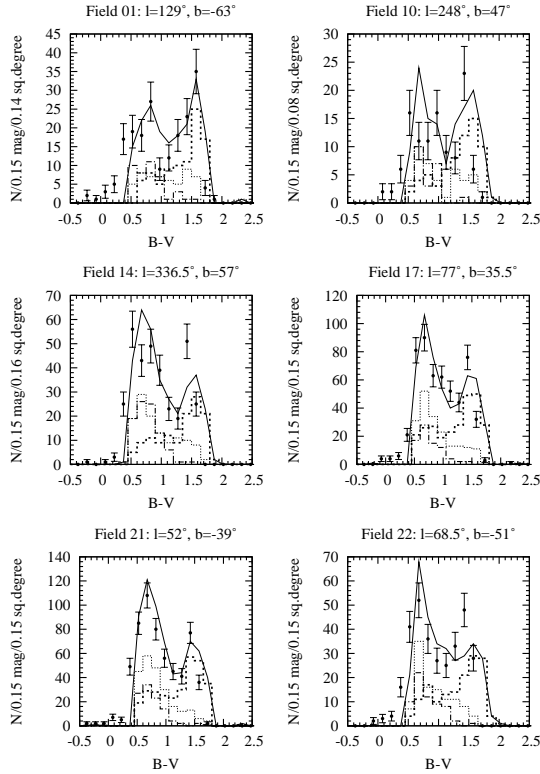 Field 01: l=129°, b=-63°
Field 10: l=248°, b=47°
N/0.15 mag/0.14 sq.degree
45
40
35
30
25
20
15
10
5
0
-0.5 0 0.5 1 1.5 2 2.5
B-V
N/0.15 mag/0.08 sq.degree
35
30
25
20
15
10
5
0
-0.5 0 0.5 1 1.5 2 2.5
B-V
Field 14: l=336.5°, b=57°
Field 17: l=77°, b=35.5°
N/0.15 mag/0.16 sq.degree
70
60
50
40
30
20
10
0
-0.5 0 0.5 1 1.5 2 2.5
B-V
N/0.15 mag/0.15 sq.degree
120
100
80
60
40
20
0
-0.5 0 0.5 1 1.5 2 2.5
B-V
Field 21: l=52°, b=-39°
Field 22: l=68.5°, b=-51°
N/0.15 mag/0.15 sq.degree
140
120
100
80
60
40
20
0
-0.5 0 0.5 1 1.5 2 2.5
B-V
N/0.15 mag/0.15 sq.degree
70
60
50
40
30
20
10
0
-0.5 0 0.5 1 1.5 2 2.5
B-V